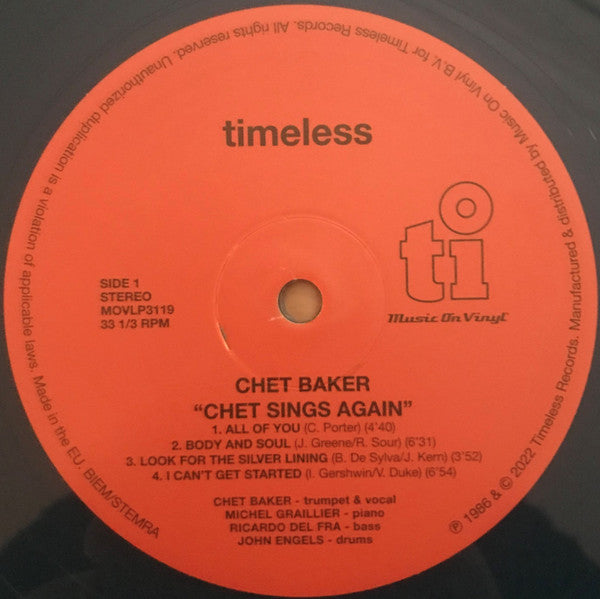 timeless
ti
Music On Vinyl
SIDE 1
STEREO
MOVLP3119
33 1/3 RPM
CHET BAKER
“CHET SINGS AGAIN”
1. ALL OF YOU (C. Porter) (4'40)
2. BODY AND SOUL (J. Greene/R. Sour) (6'31)
3. LOOK FOR THE SILVER LINING (B. De Sylva/J. Kern) (3'52)
4. I CAN'T GET STARTED (I. Gershwin/V. Duke) (6'54)
CHET BAKER - trumpet & vocal
MICHEL GRAILLIER - piano
RICARDO DEL FRA - bass
JOHN ENGELS - drums
℗ 1986 & © 2022 Timeless Records. Manufactured & distributed by Music On Vinyl B.V. for Timeless Records. All rights reserved. Unauthorized duplication is a violation of applicable laws. Made in the EU. BIEM/STEMRA